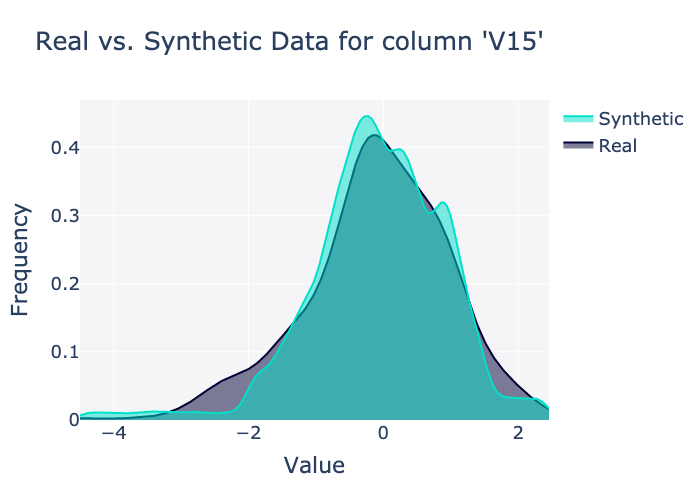 Real vs. Synthetic Data for column 'V15'
Synthetic
Real
Frequency
0.4
0.3
0.2
0.1
0
−4
−2
0
2
Value